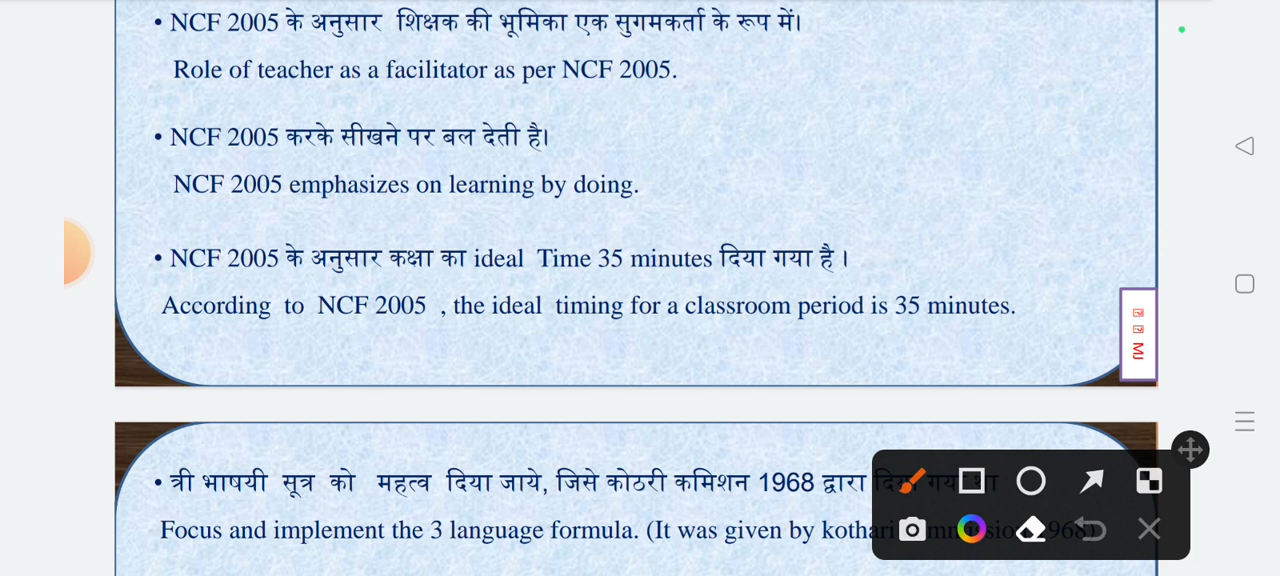 • NCF 2005 के अनुसार शिक्षक की भूमिका एक सुगमकर्ता के रूप में।
Role of teacher as a facilitator as per NCF 2005.
• NCF 2005 करके सीखने पर बल देती है।
NCF 2005 emphasizes on learning by doing.
• NCF 2005 के अनुसार कक्षा का ideal Time 35 minutes दिया गया है ।
According to NCF 2005 , the ideal timing for a classroom period is 35 minutes.
MJ
• त्री भाषयी सूत्र को महत्व दिया जाये, जिसे कोठरी कमिशन 1968 द्वारा दिया गया था
Focus and implement the 3 language formula. (It was given by kothari